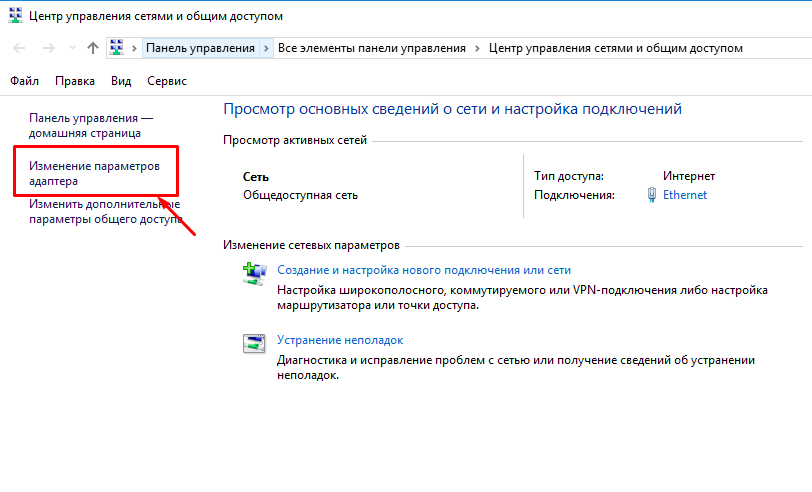 Центр управления сетями и общим доступом
Панель управления > Все элементы панели управления > Центр управления сетями и общим доступом
Файл Правка Вид Сервис
Панель управления —
домашняя страница
Изменение параметров
адаптера
Изменить дополнительные
параметры общего доступа
Просмотр основных сведений о сети и настройка подключений
Просмотр активных сетей
Сеть
Общедоступная сеть
Тип доступа: Интернет
Подключения: Ethernet
Изменение сетевых параметров
Создание и настройка нового подключения или сети
Настройка широкополосного, коммутируемого или VPN-подключения либо настройка
маршрутизатора или точки доступа.
Устранение неполадок
Диагностика и исправление проблем с сетью или получение сведений об устранении
неполадок.